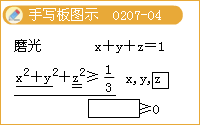 手写板图示 0207-04
磨光 x+y+z=1
x²+y²+z²≥1/3 x,y,z
≥0